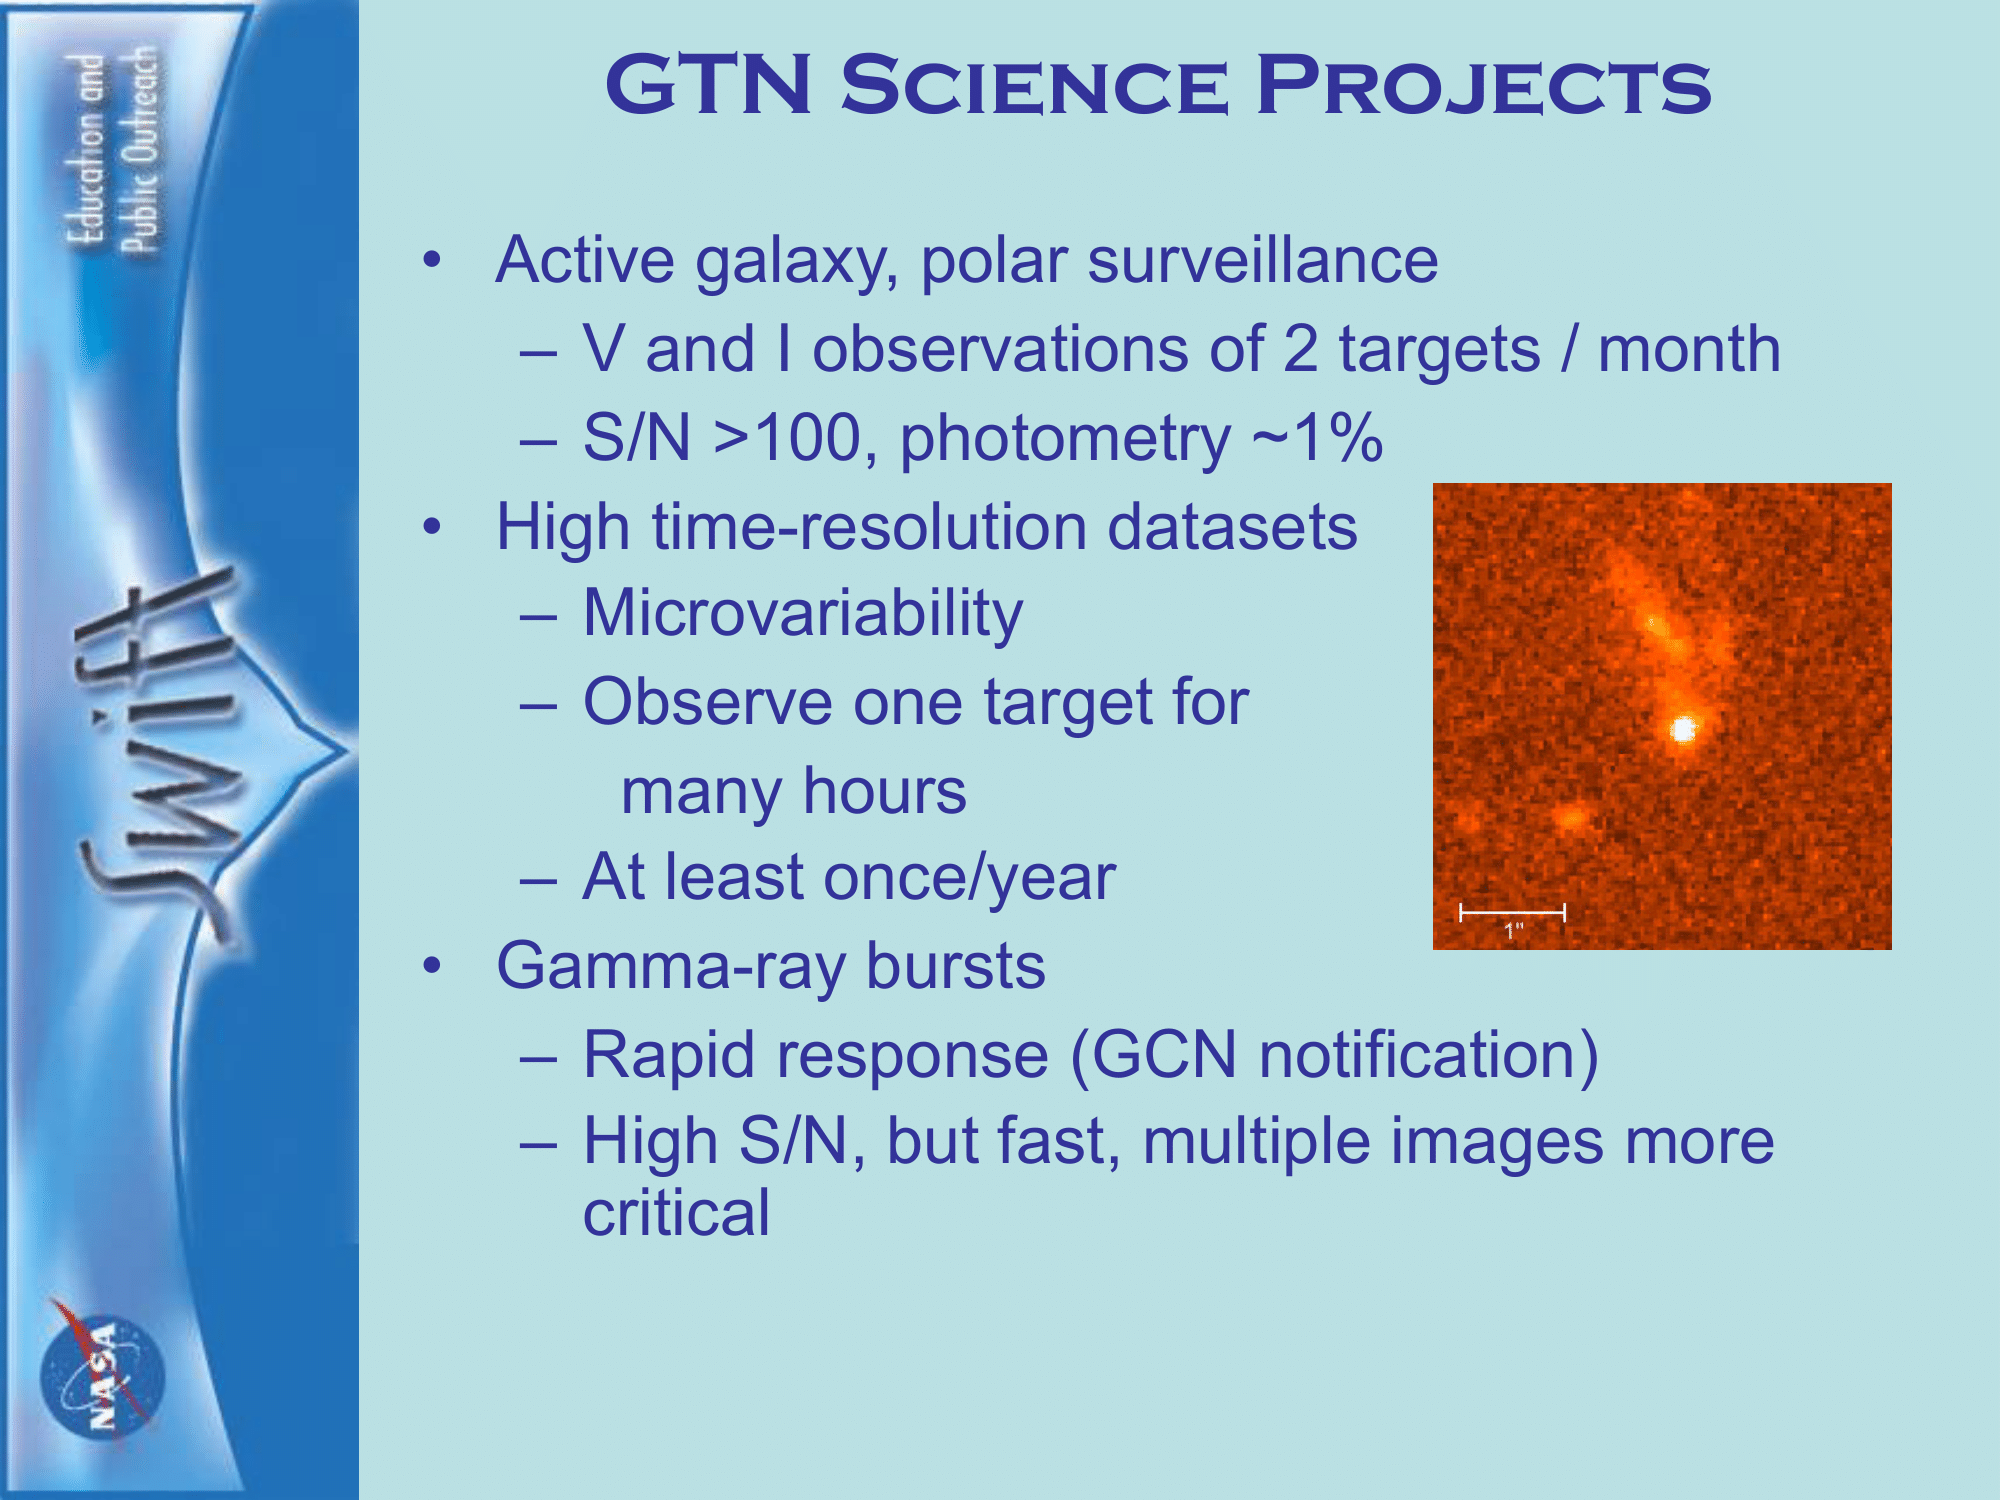 GTN Science Projects
• Active galaxy, polar surveillance
– V and I observations of 2 targets / month
– S/N >100, photometry ~1%
• High time-resolution datasets
– Microvariability
– Observe one target for
many hours
– At least once/year
• Gamma-ray bursts
– Rapid response (GCN notification)
– High S/N, but fast, multiple images more
critical
1"
Education and
Public Outreach
Swift
NASA